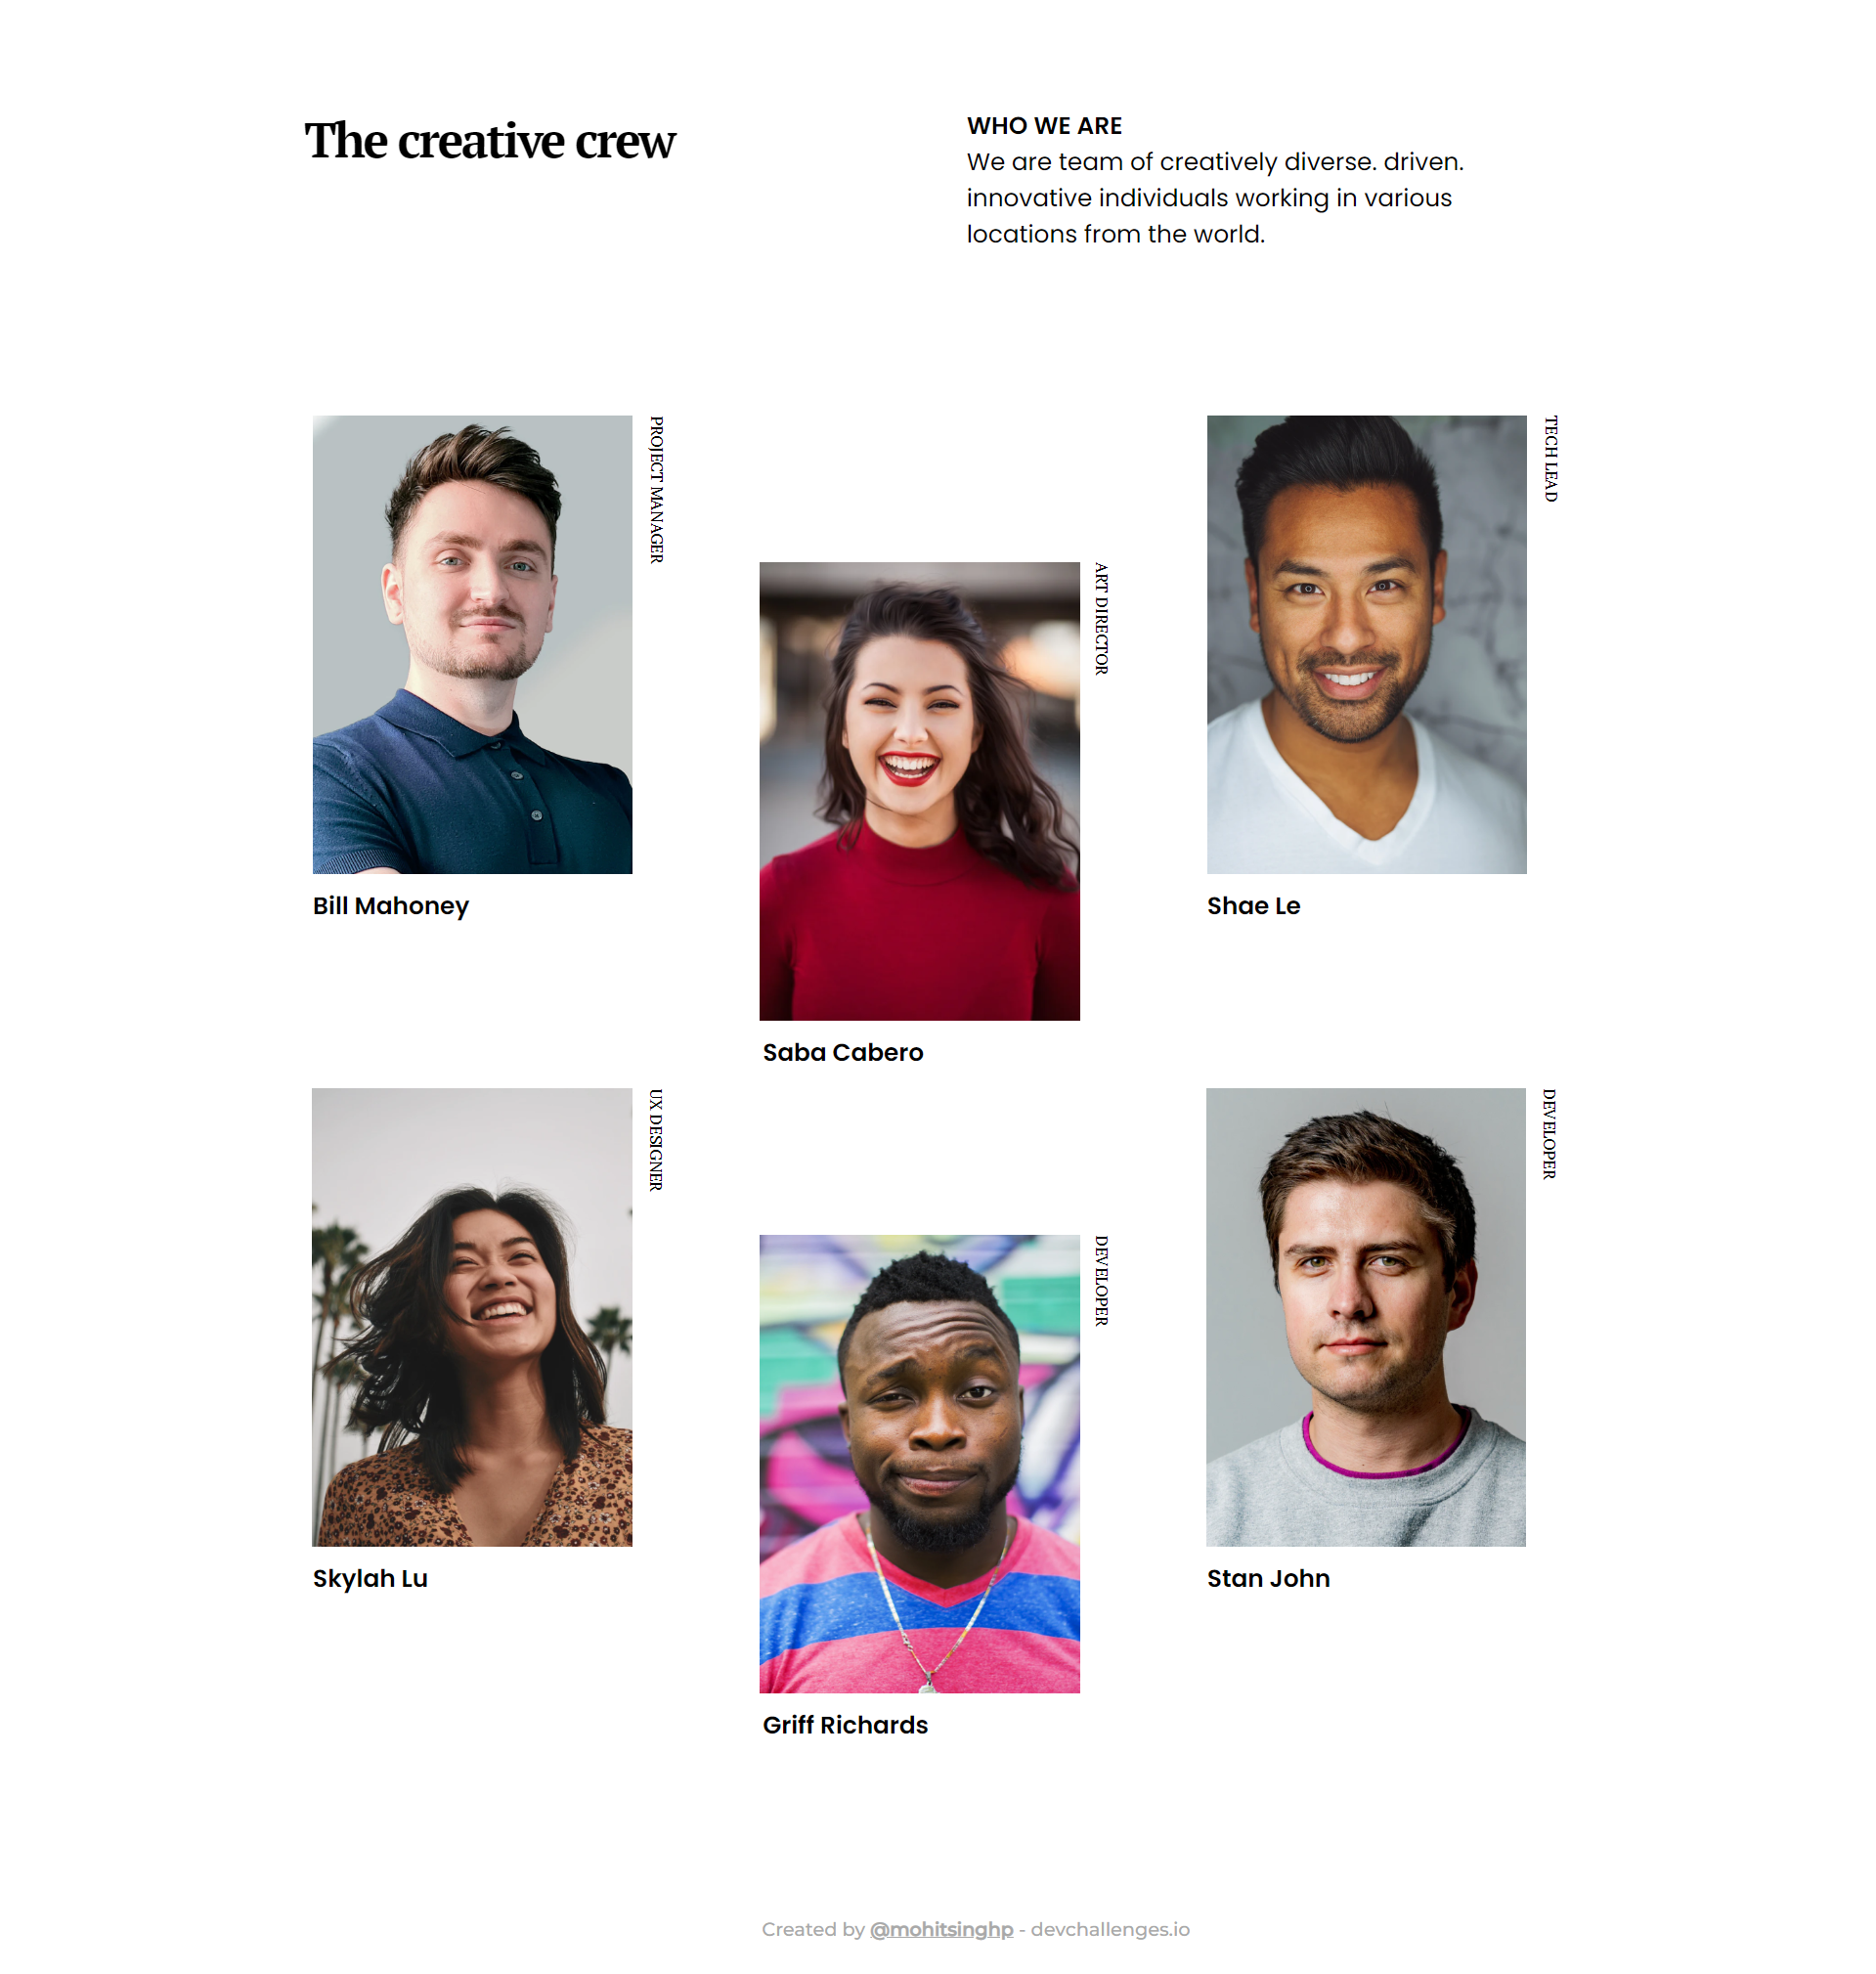 The creative crew
WHO WE ARE
We are team of creatively diverse. driven.
innovative individuals working in various
locations from the world.
PROJECT MANAGER
Bill Mahoney
ART DIRECTOR
Saba Cabero
TECH LEAD
Shae Le
UX DESIGNER
Skylah Lu
DEVELOPER
Griff Richards
DEVELOPER
Stan John
Created by @mohitsinghp - devchallenges.io